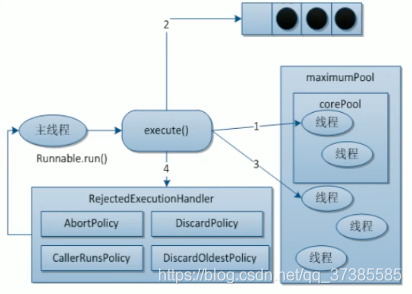 2
maximumPool
corePool
线程
线程
主线程
execute()
1
Runnable.run()
3
4
RejectedExecutionHandler
AbortPolicy
DiscardPolicy
CallerRunsPolicy
DiscardOldestPolicy
线程
线程
线程
https://blog.csdn.net/qq_37385585